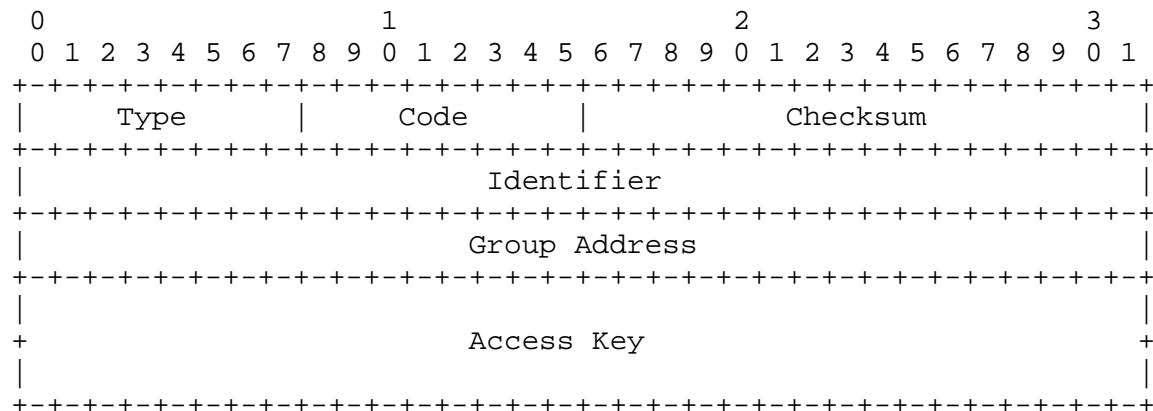 0                   1                   2                   3
 0 1 2 3 4 5 6 7 8 9 0 1 2 3 4 5 6 7 8 9 0 1 2 3 4 5 6 7 8 9 0 1
+-+-+-+-+-+-+-+-+-+-+-+-+-+-+-+-+-+-+-+-+-+-+-+-+-+-+-+-+-+-+-+-+
|     Type      |     Code      |           Checksum            |
+-+-+-+-+-+-+-+-+-+-+-+-+-+-+-+-+-+-+-+-+-+-+-+-+-+-+-+-+-+-+-+-+
|                          Identifier                           |
+-+-+-+-+-+-+-+-+-+-+-+-+-+-+-+-+-+-+-+-+-+-+-+-+-+-+-+-+-+-+-+-+
|                         Group Address                         |
+-+-+-+-+-+-+-+-+-+-+-+-+-+-+-+-+-+-+-+-+-+-+-+-+-+-+-+-+-+-+-+-+
|                                                               |
+                         Access Key                            +
|                                                               |
+-+-+-+-+-+-+-+-+-+-+-+-+-+-+-+-+-+-+-+-+-+-+-+-+-+-+-+-+-+-+-+-+